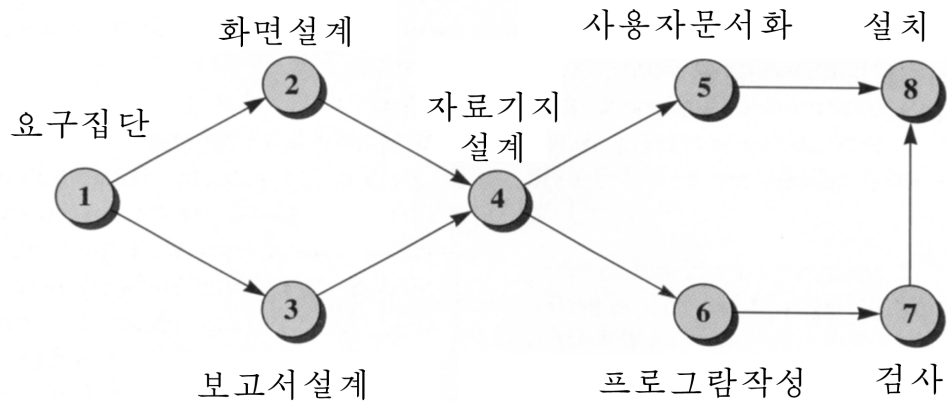 화면설계
사용자문서화
설치
2
5
8
요구집단
자료기지
설계
1
4
3
6
7
보고서설계
프로그람작성
검사